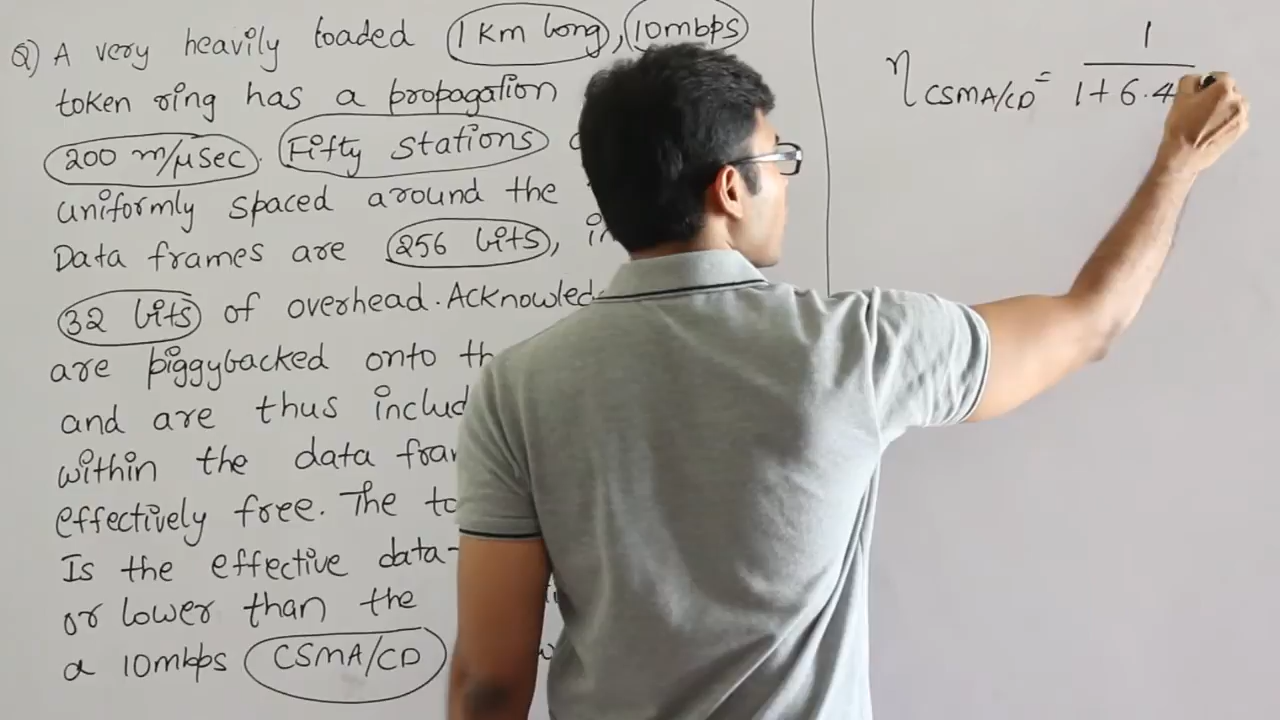 Q) A very heavily loaded 1 Km long, 10mbps
token ring has a propagation
200 m/μsec. Fifty stations
uniformly spaced around the
Data frames are 256 bits,
32 bits of overhead. Acknowled
are piggybacked onto th
and are thus includ
within the data fra
effectively free. The to
Is the effective data-
or lower than the
a 10mbps CSMA/CD
η CSMA/CD = 1
1+6.4